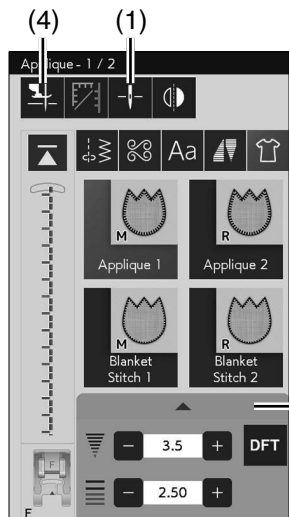 (4) (1)
Applique - 1 / 2
Aa
M R
Applique 1 Applique 2
M R
Blanket Blanket
Stitch 1 Stitch 2
3.5 + DFT
F
2.50 +
F